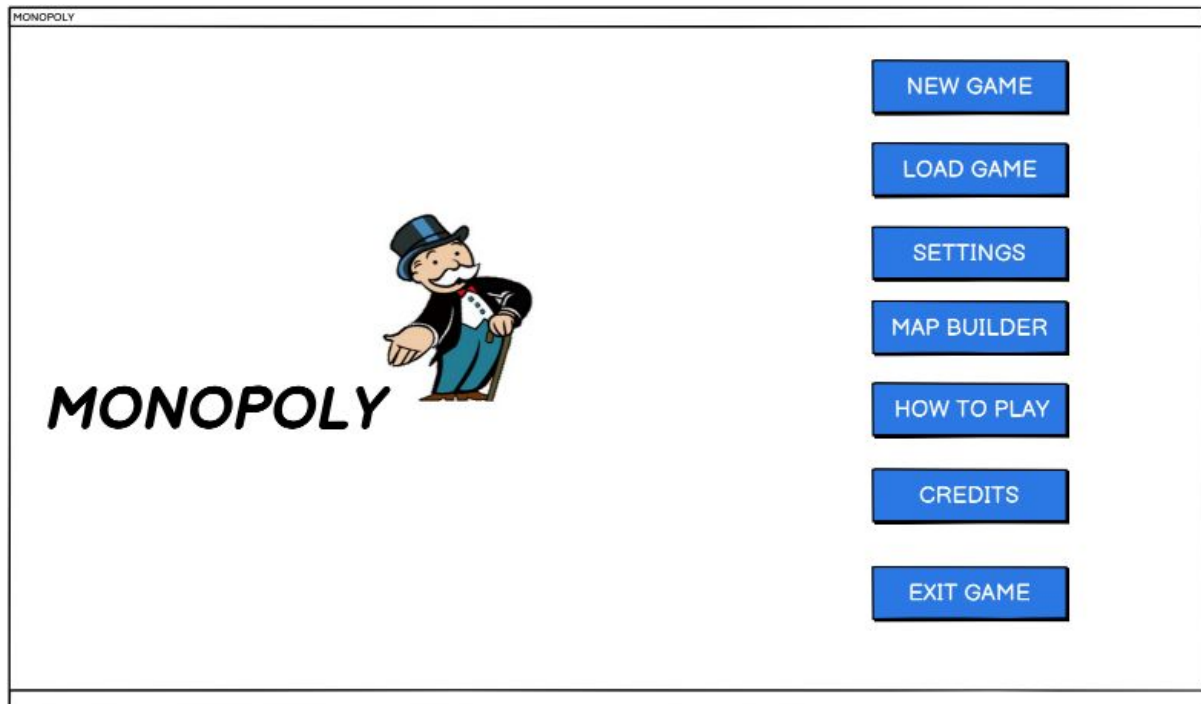 MONOPOLY
NEW GAME
LOAD GAME
SETTINGS
MAP BUILDER
HOW TO PLAY
MONOPOLY
CREDITS
EXIT GAME